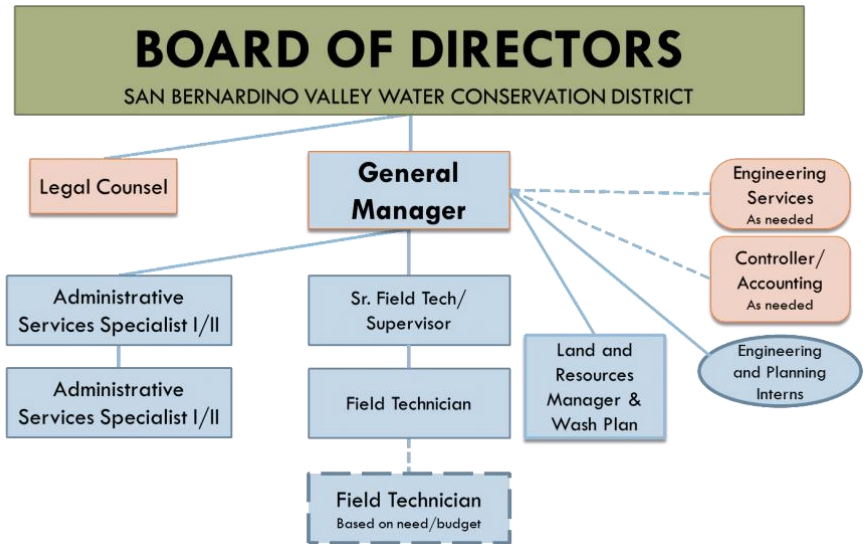 BOARD OF DIRECTORS
SAN BERNARDINO VALLEY WATER CONSERVATION DISTRICT
Legal Counsel
General
Manager
Engineering
Services
As needed
Controller/
Accounting
As needed
Administrative
Services Specialist I/II
Sr. Field Tech/
Supervisor
Land and
Resources
Manager &
Wash Plan
Engineering
and Planning
Interns
Administrative
Services Specialist I/II
Field Technician
Field Technician
Based on need/budget